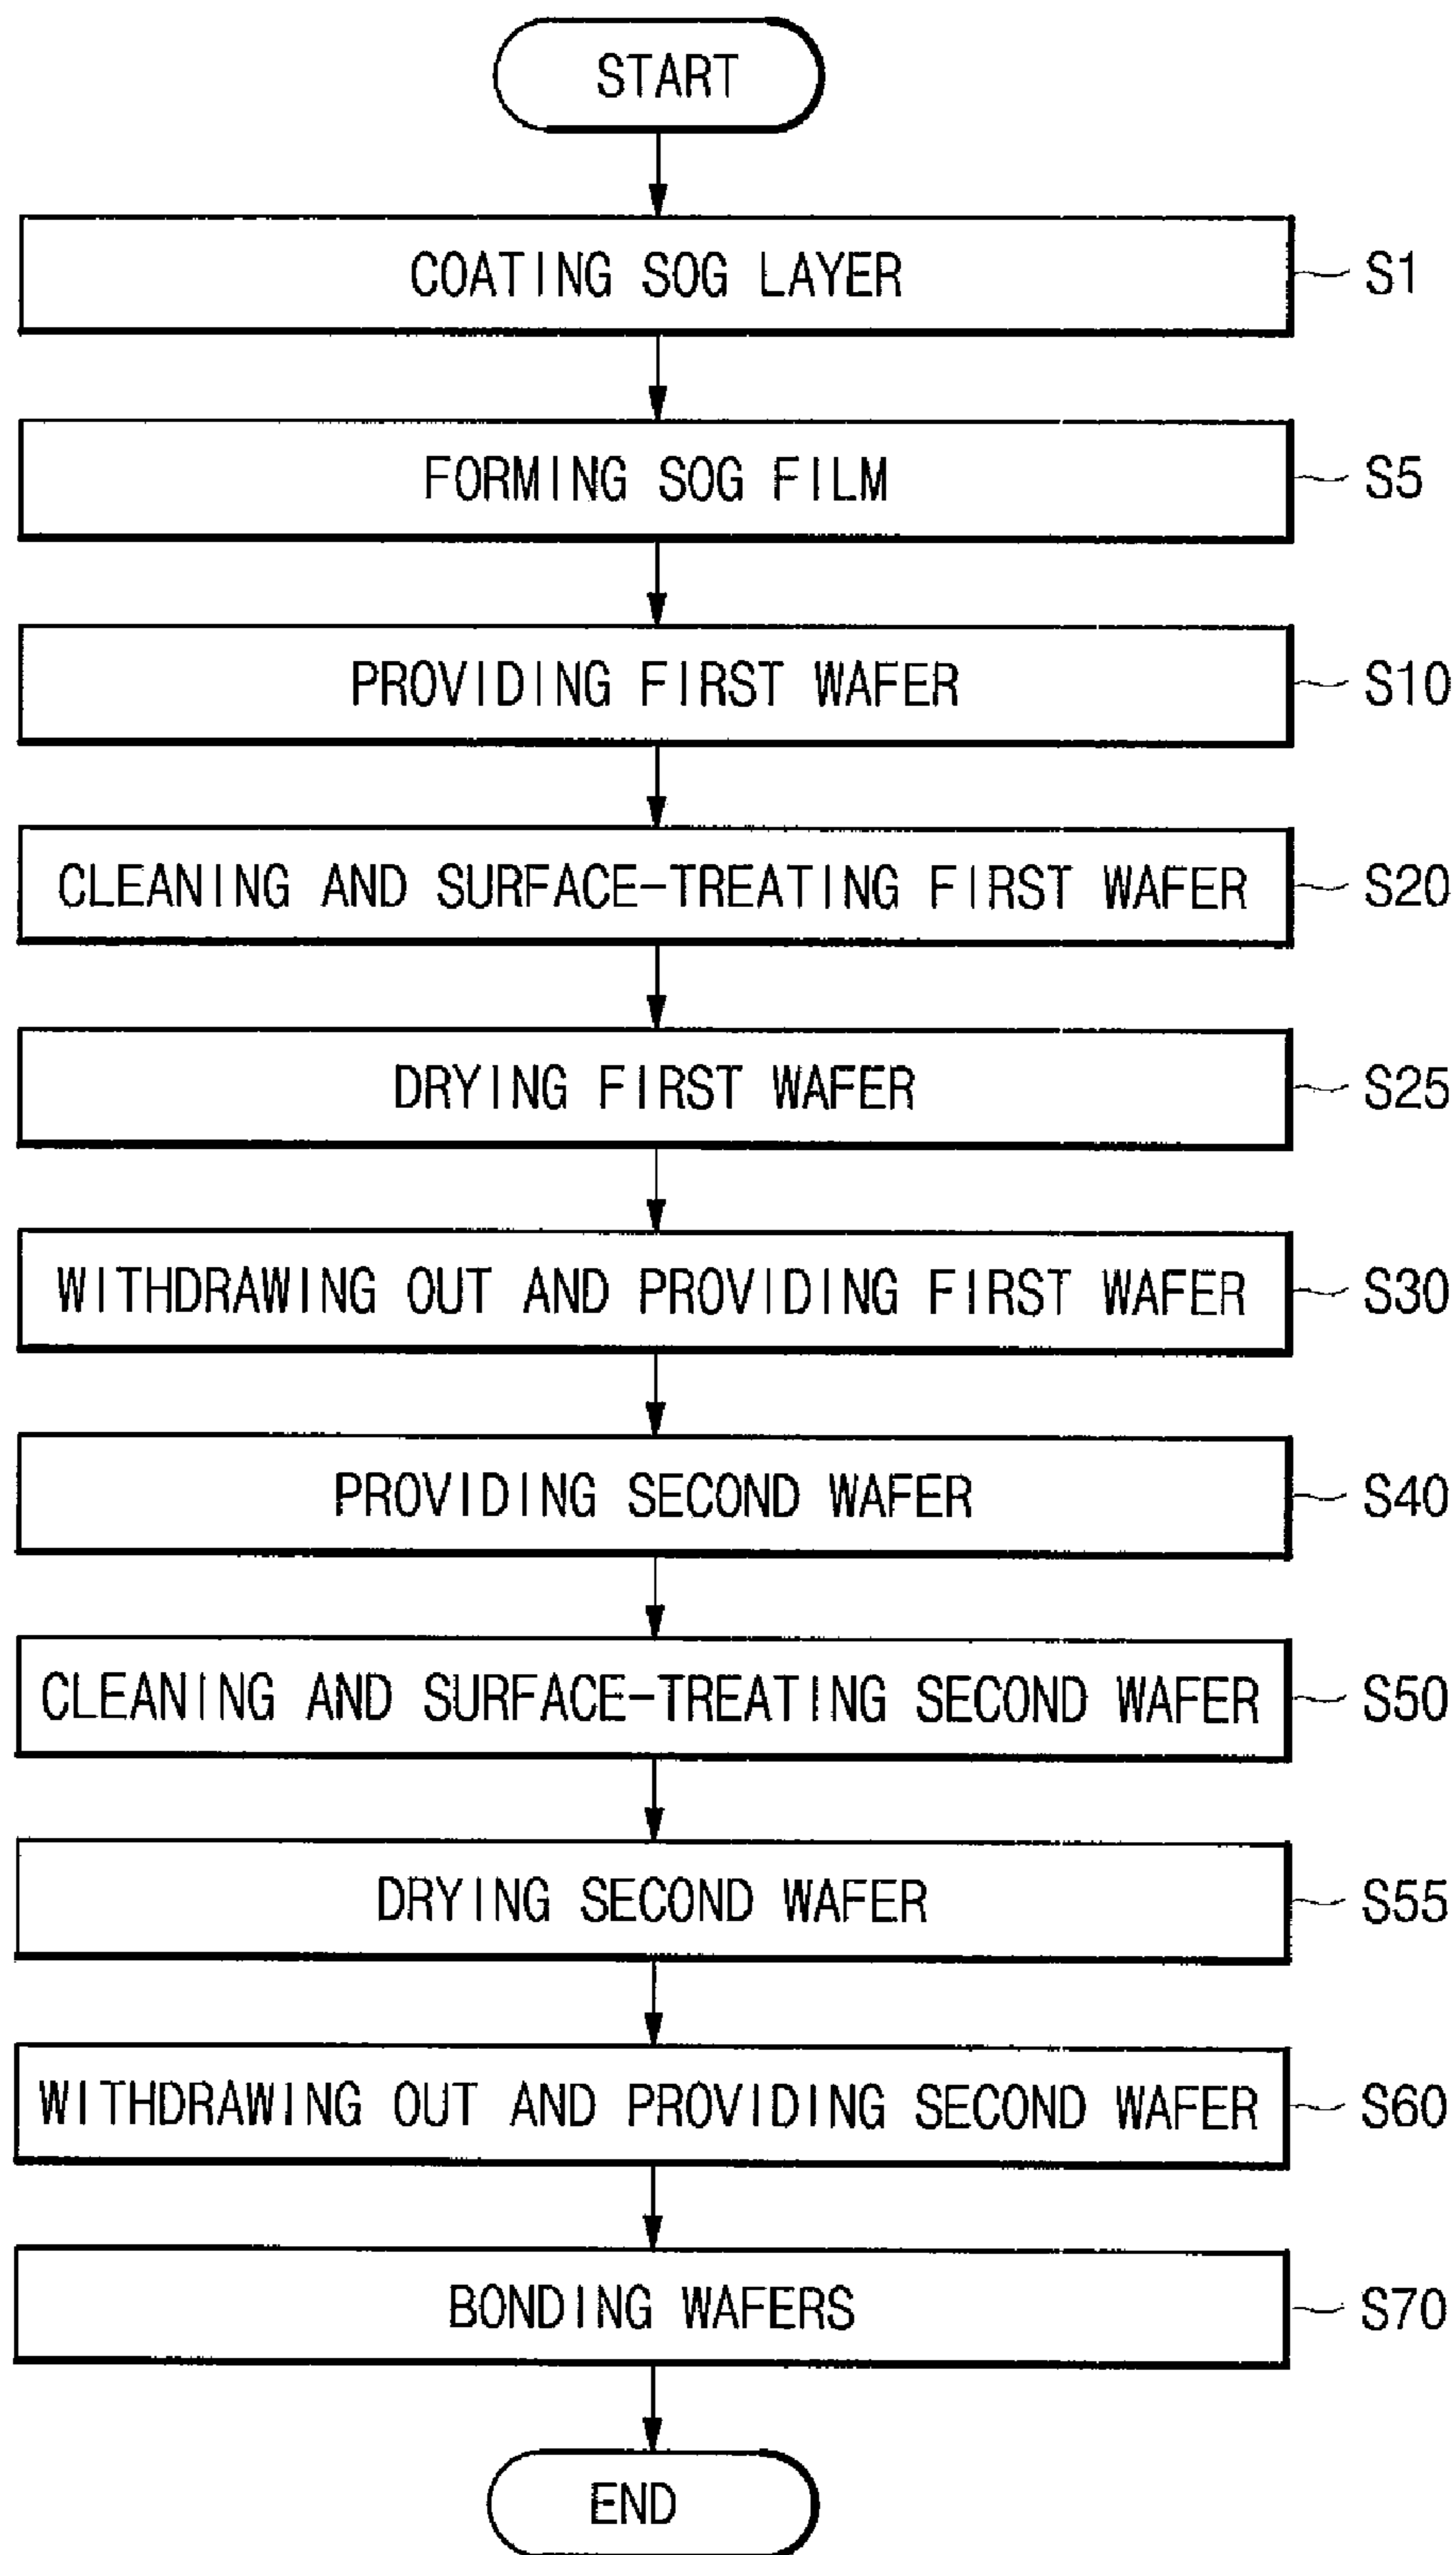 START
COATING SOG LAYER S1
FORMING SOG FILM S5
PROVIDING FIRST WAFER S10
CLEANING AND SURFACE-TREATING FIRST WAFER S20
DRYING FIRST WAFER S25
WITHDRAWING OUT AND PROVIDING FIRST WAFER S30
PROVIDING SECOND WAFER S40
CLEANING AND SURFACE-TREATING SECOND WAFER S50
DRYING SECOND WAFER S55
WITHDRAWING OUT AND PROVIDING SECOND WAFER S60
BONDING WAFERS S70
END